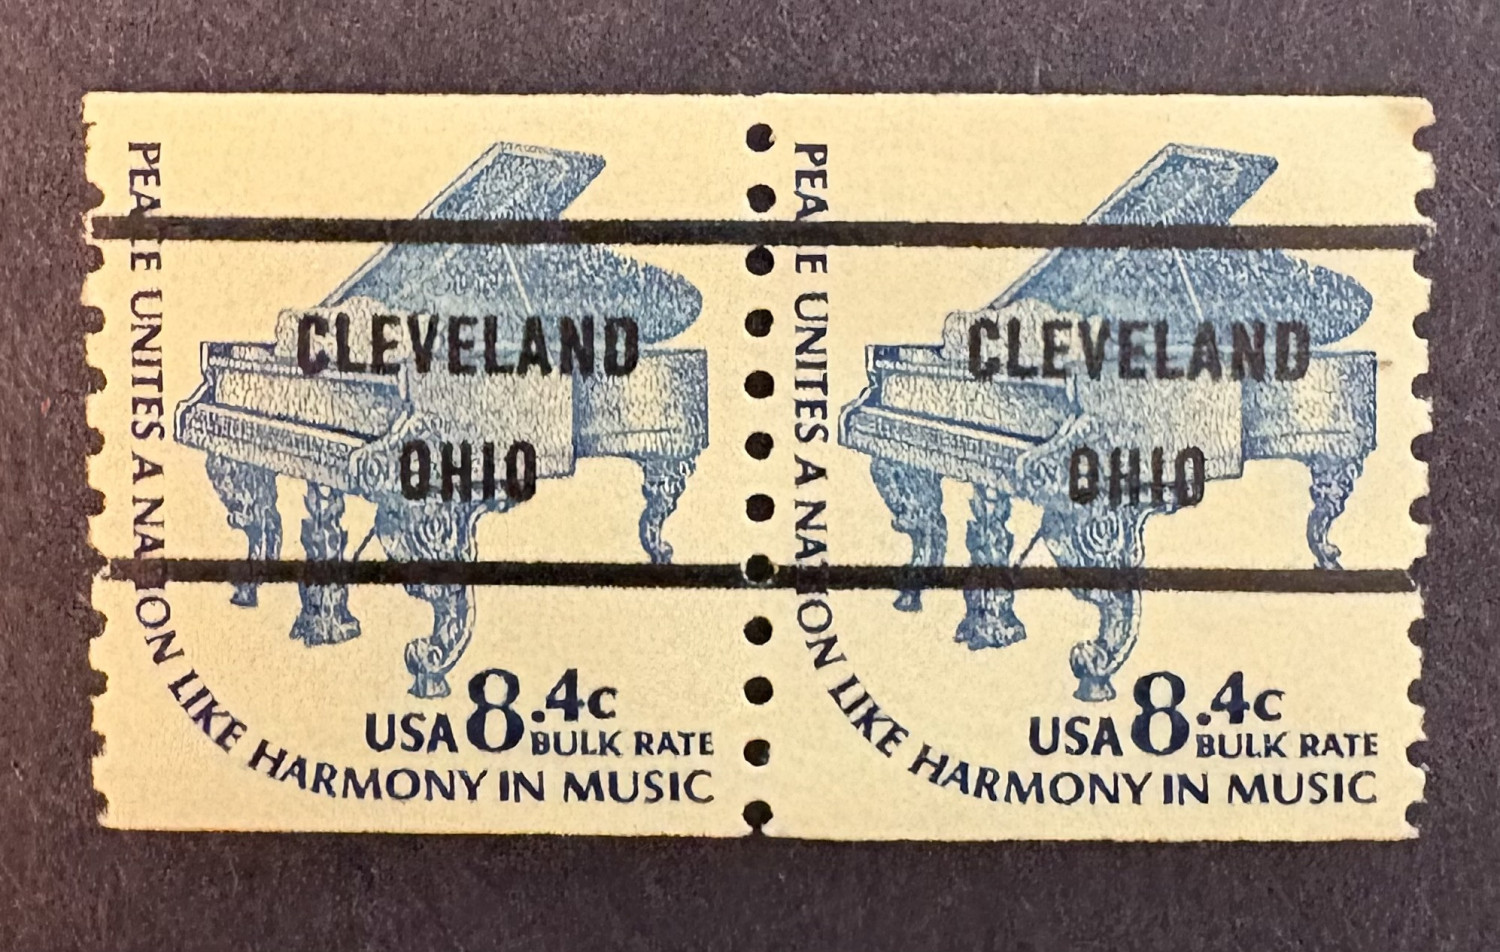 PEACE UNITES A NATION LIKE HARMONY IN MUSIC
CLEVELAND
OHIO
USA 8.4c
BULK RATE
PEACE UNITES A NATION LIKE HARMONY IN MUSIC
CLEVELAND
OHIO
USA 8.4c
BULK RATE